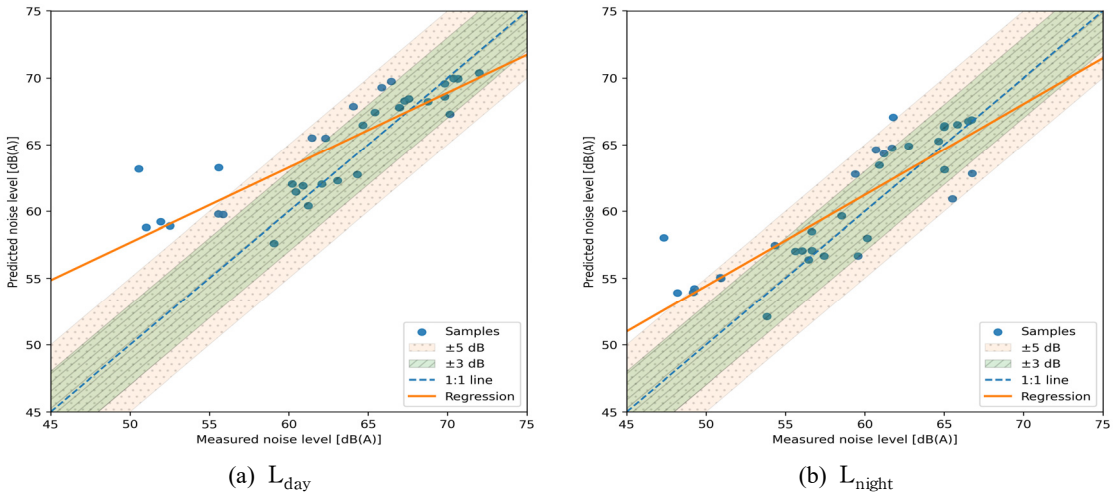 75
70
65
60
55
50
45
Predicted noise level [dB(A)]
Samples
±5 dB
±3 dB
1:1 line
Regression
45 50 55 60 65 70 75
Measured noise level [dB(A)]
(a) Lday
75
70
65
60
55
50
45
Predicted noise level [dB(A)]
Samples
±5 dB
±3 dB
1:1 line
Regression
45 50 55 60 65 70 75
Measured noise level [dB(A)]
(b) Lnight